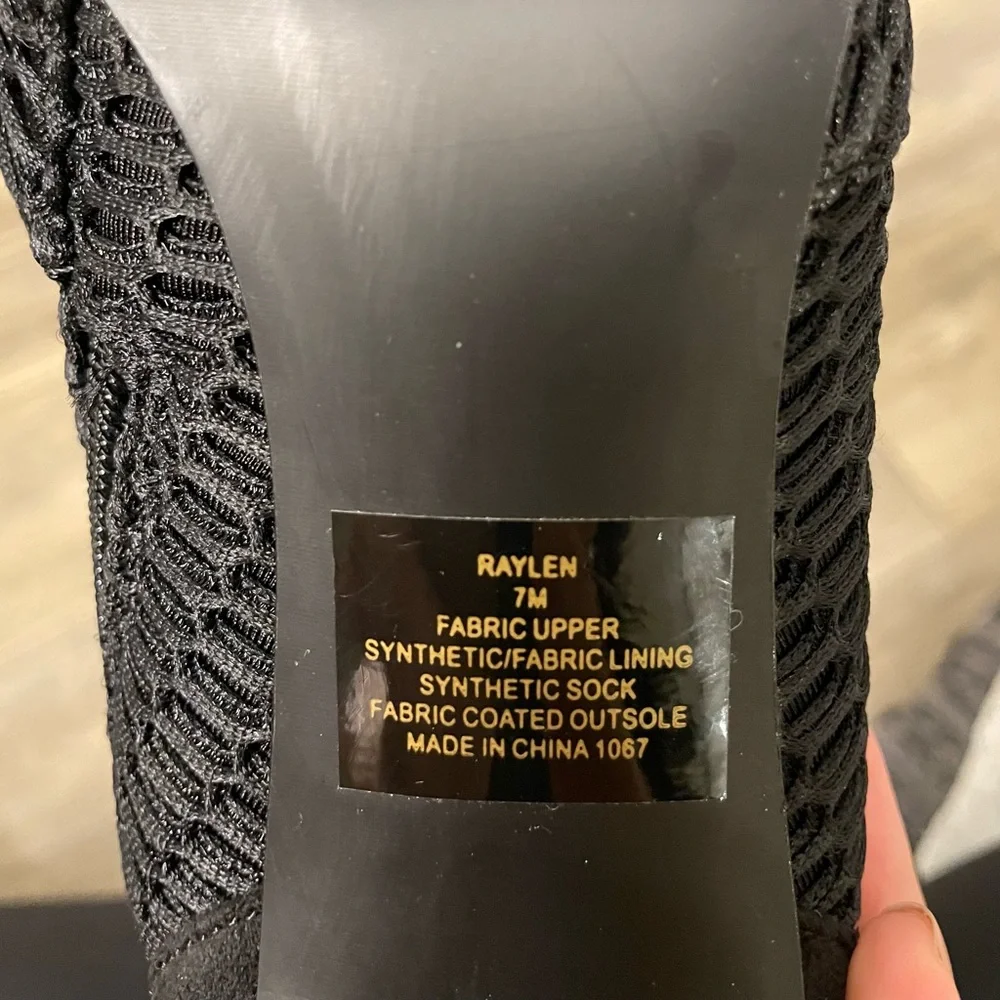 RAYLEN
7M
FABRIC UPPER
SYNTHETIC/FABRIC LINING
SYNTHETIC SOCK
FABRIC COATED OUTSOLE
MADE IN CHINA 1067